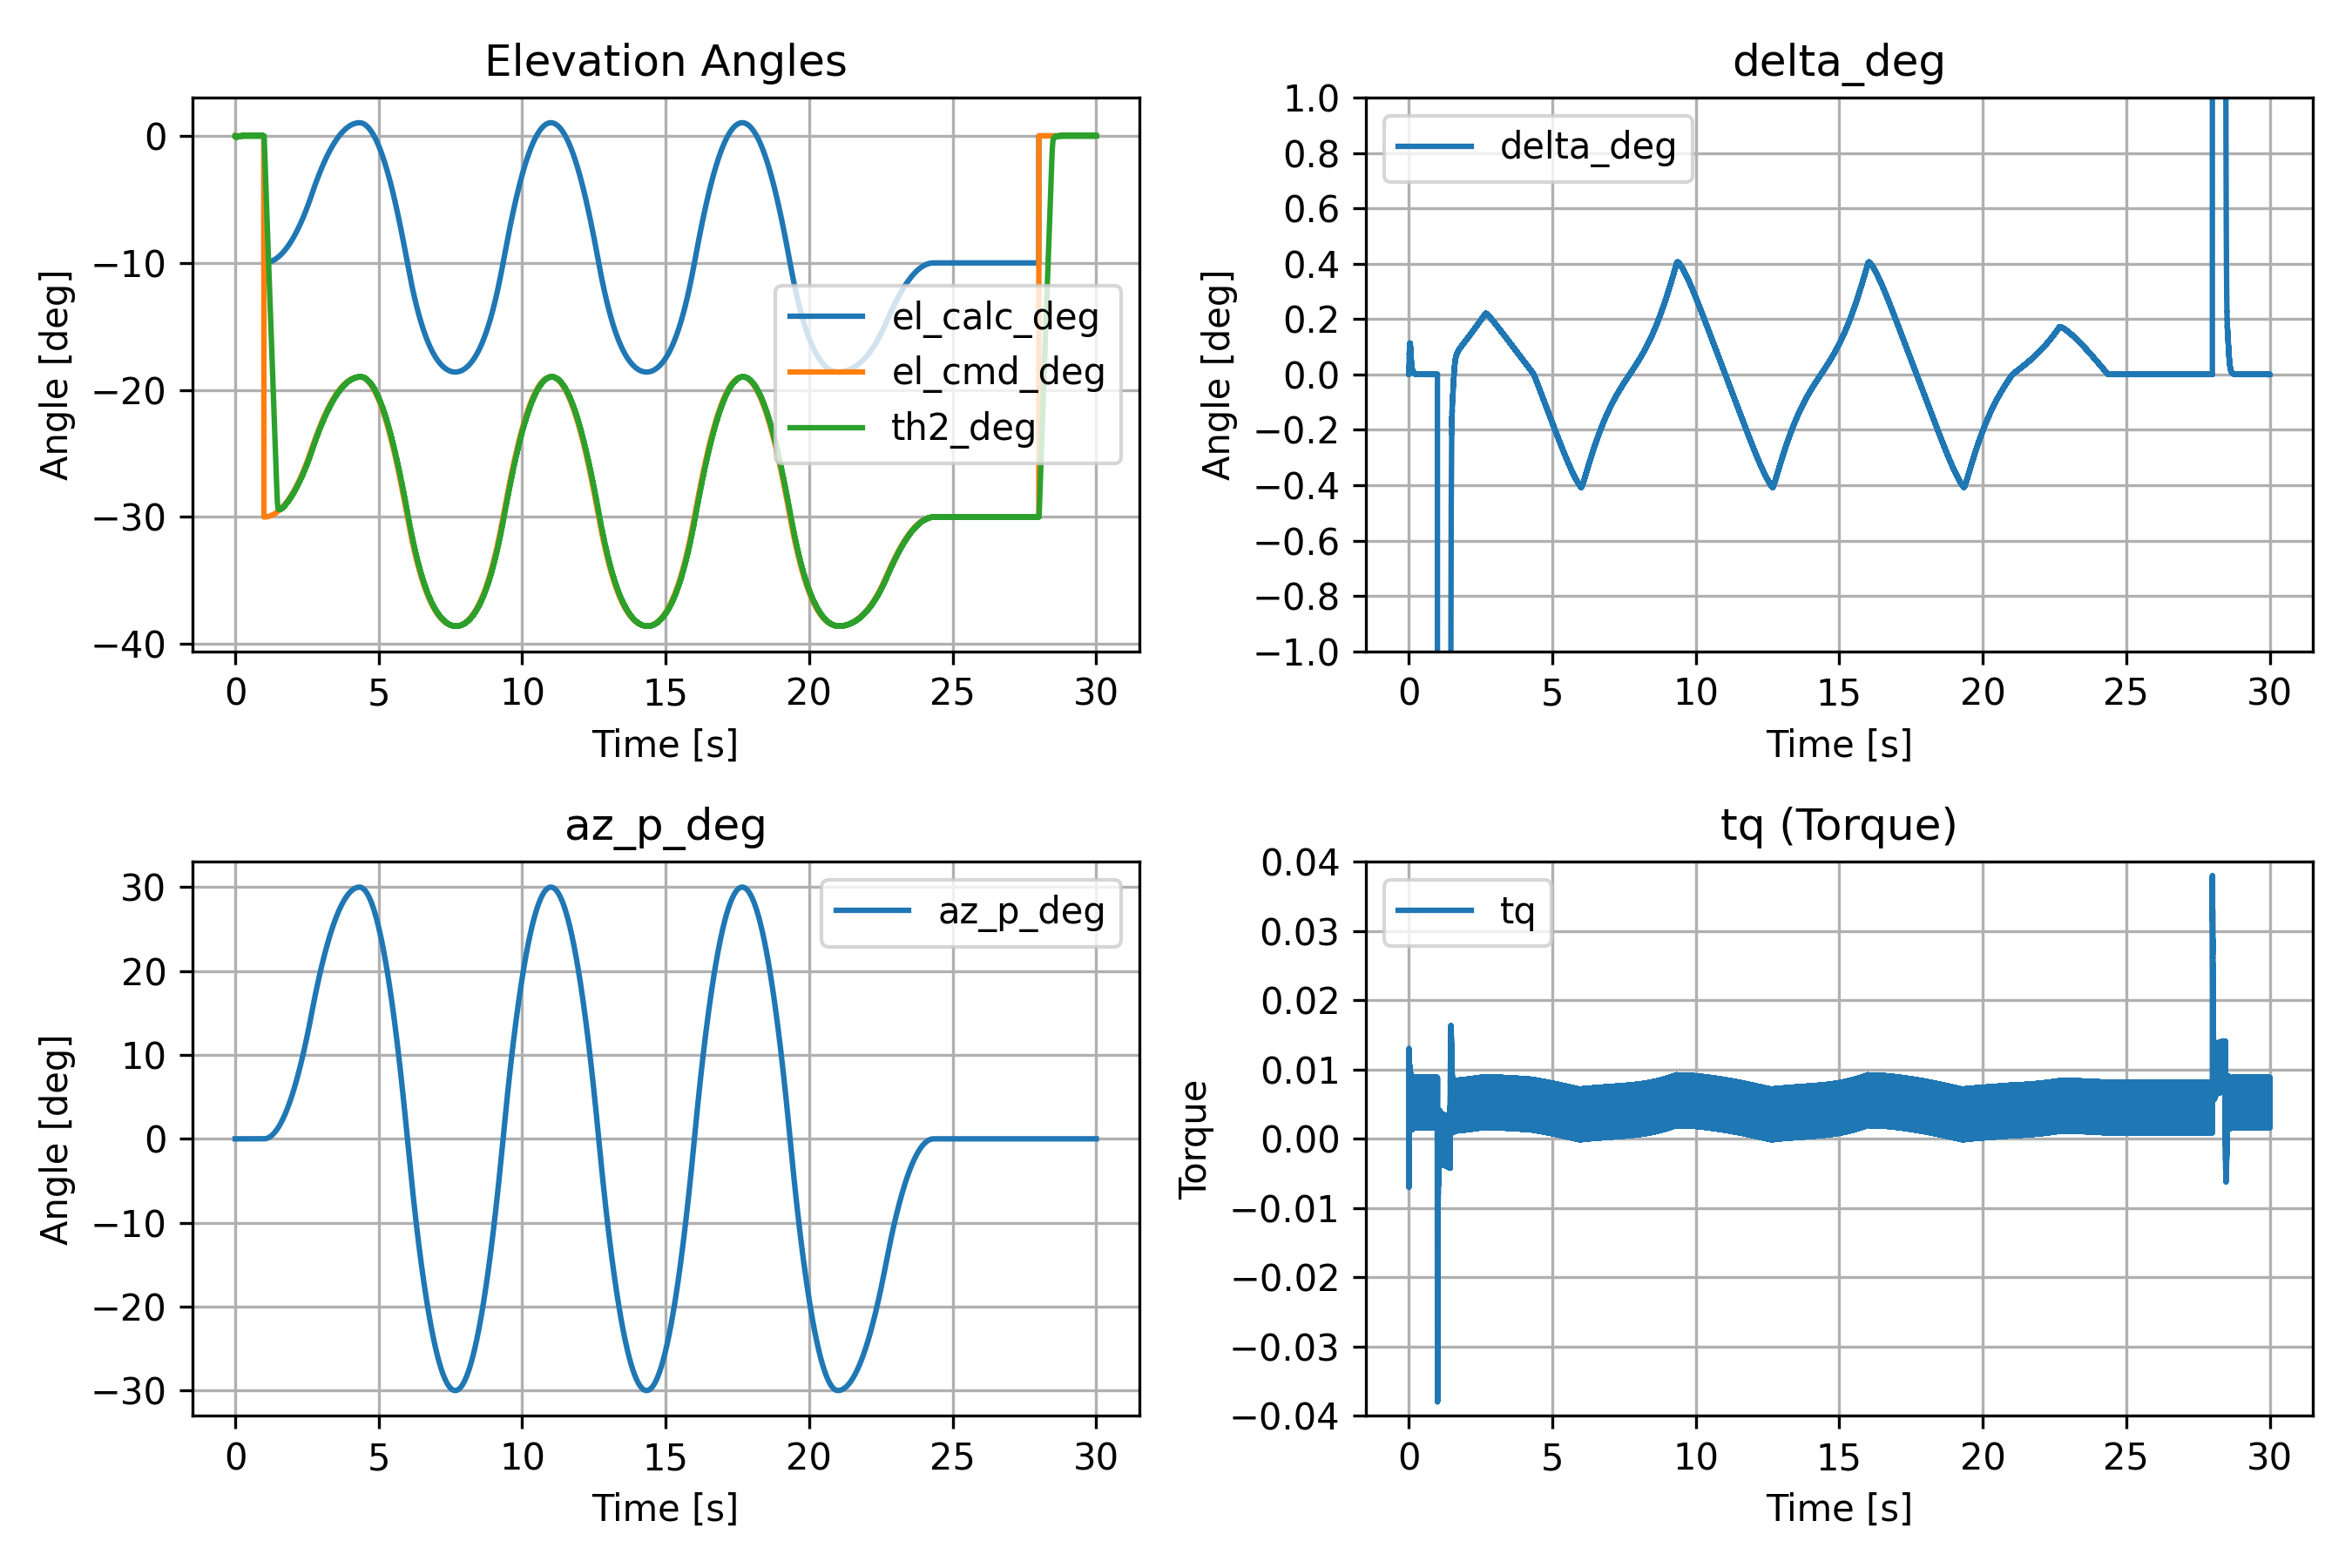 Elevation Angles
0
−10
−20
−30
−40
Angle [deg]
el_calc_deg
el_cmd_deg
th2_deg
0 5 10 15 20 25 30
Time [s]
delta_deg
1.0
0.8
0.6
0.4
0.2
0.0
−0.2
−0.4
−0.6
−0.8
−1.0
Angle [deg]
delta_deg
0 5 10 15 20 25 30
Time [s]
az_p_deg
30
20
10
0
−10
−20
−30
Angle [deg]
az_p_deg
0 5 10 15 20 25 30
Time [s]
tq (Torque)
0.04
0.03
0.02
0.01
0.00
−0.01
−0.02
−0.03
−0.04
Torque
tq
0 5 10 15 20 25 30
Time [s]